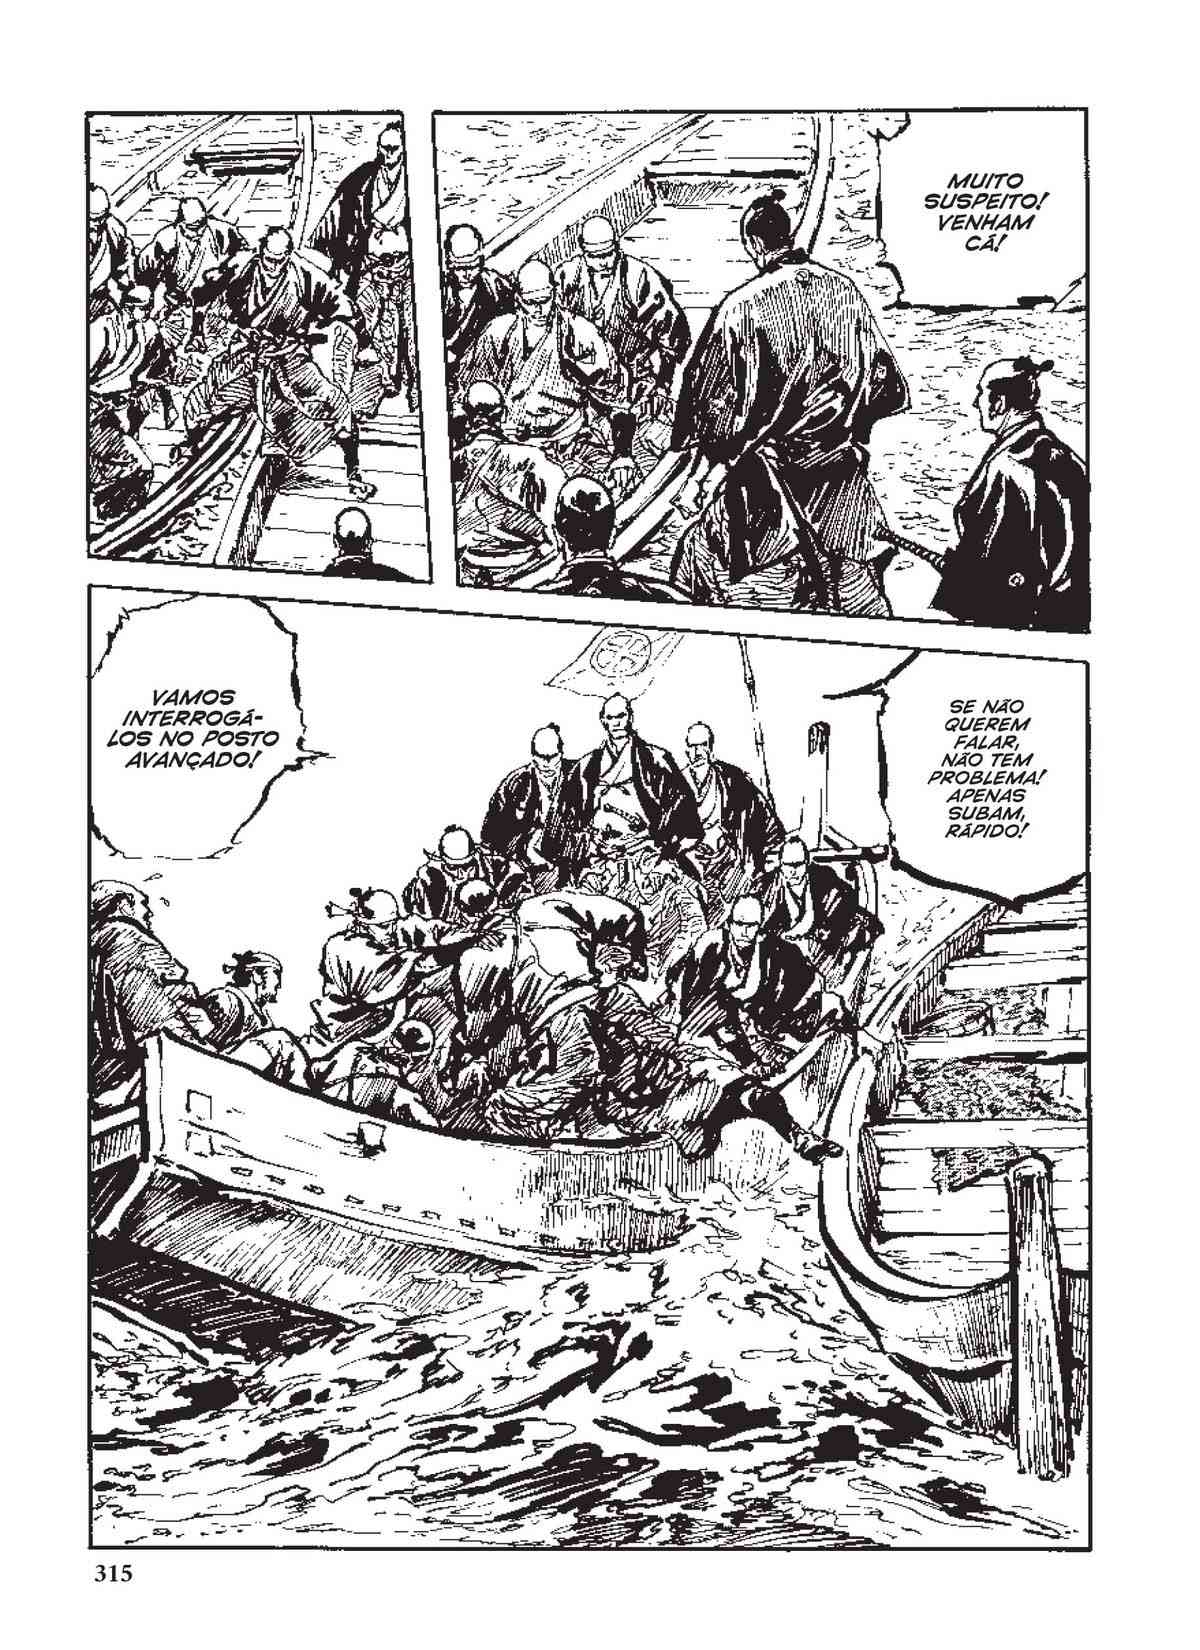 MUITO
SUSPEITO!
VENHAM
CÁ!
SE NÃO
QUEREM
FALAR,
NÃO TEM
PROBLEMA!
APENAS
SUBAM,
RÁPIDO!
VAMOS
INTERROGÁ-
LOS NO POSTO
AVANÇADO!
315